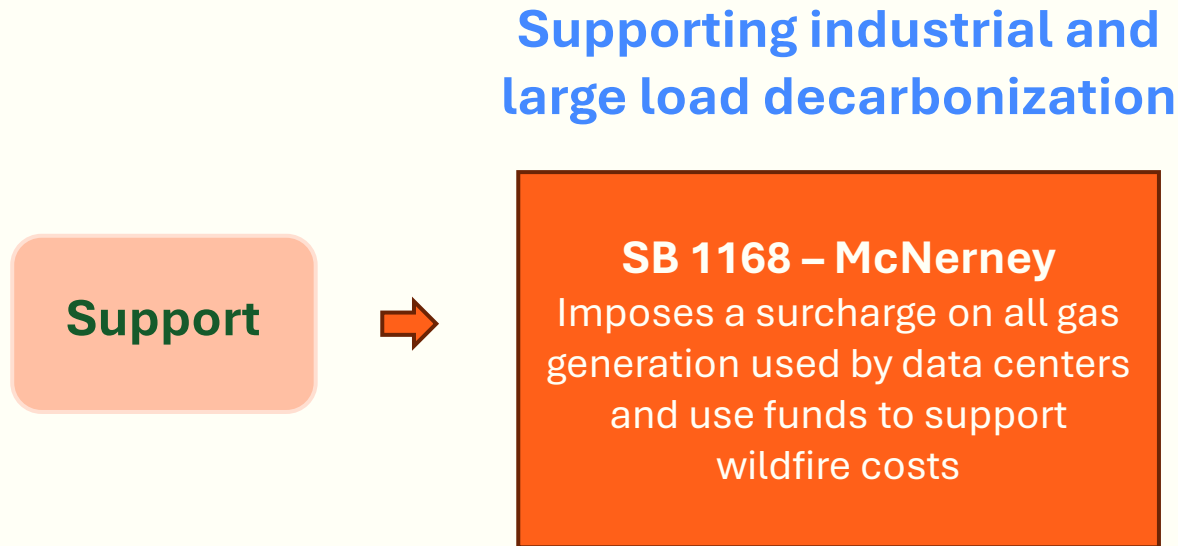 Supporting industrial and
large load decarbonization
Support
SB 1168 – McNerney
Imposes a surcharge on all gas
generation used by data centers
and use funds to support
wildfire costs